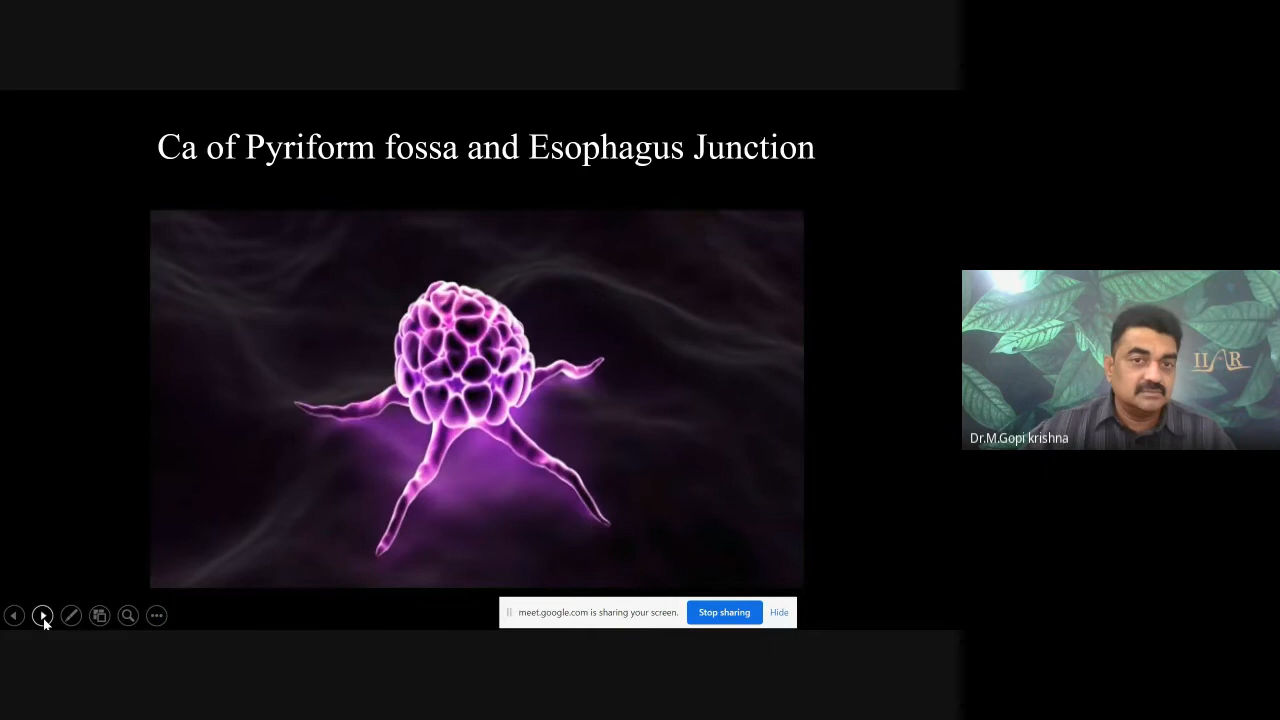 Ca of Pyriform fossa and Esophagus Junction
IIAR
Dr.M.Gopi krishna
meet.google.com is sharing your screen.
Stop sharing
Hide